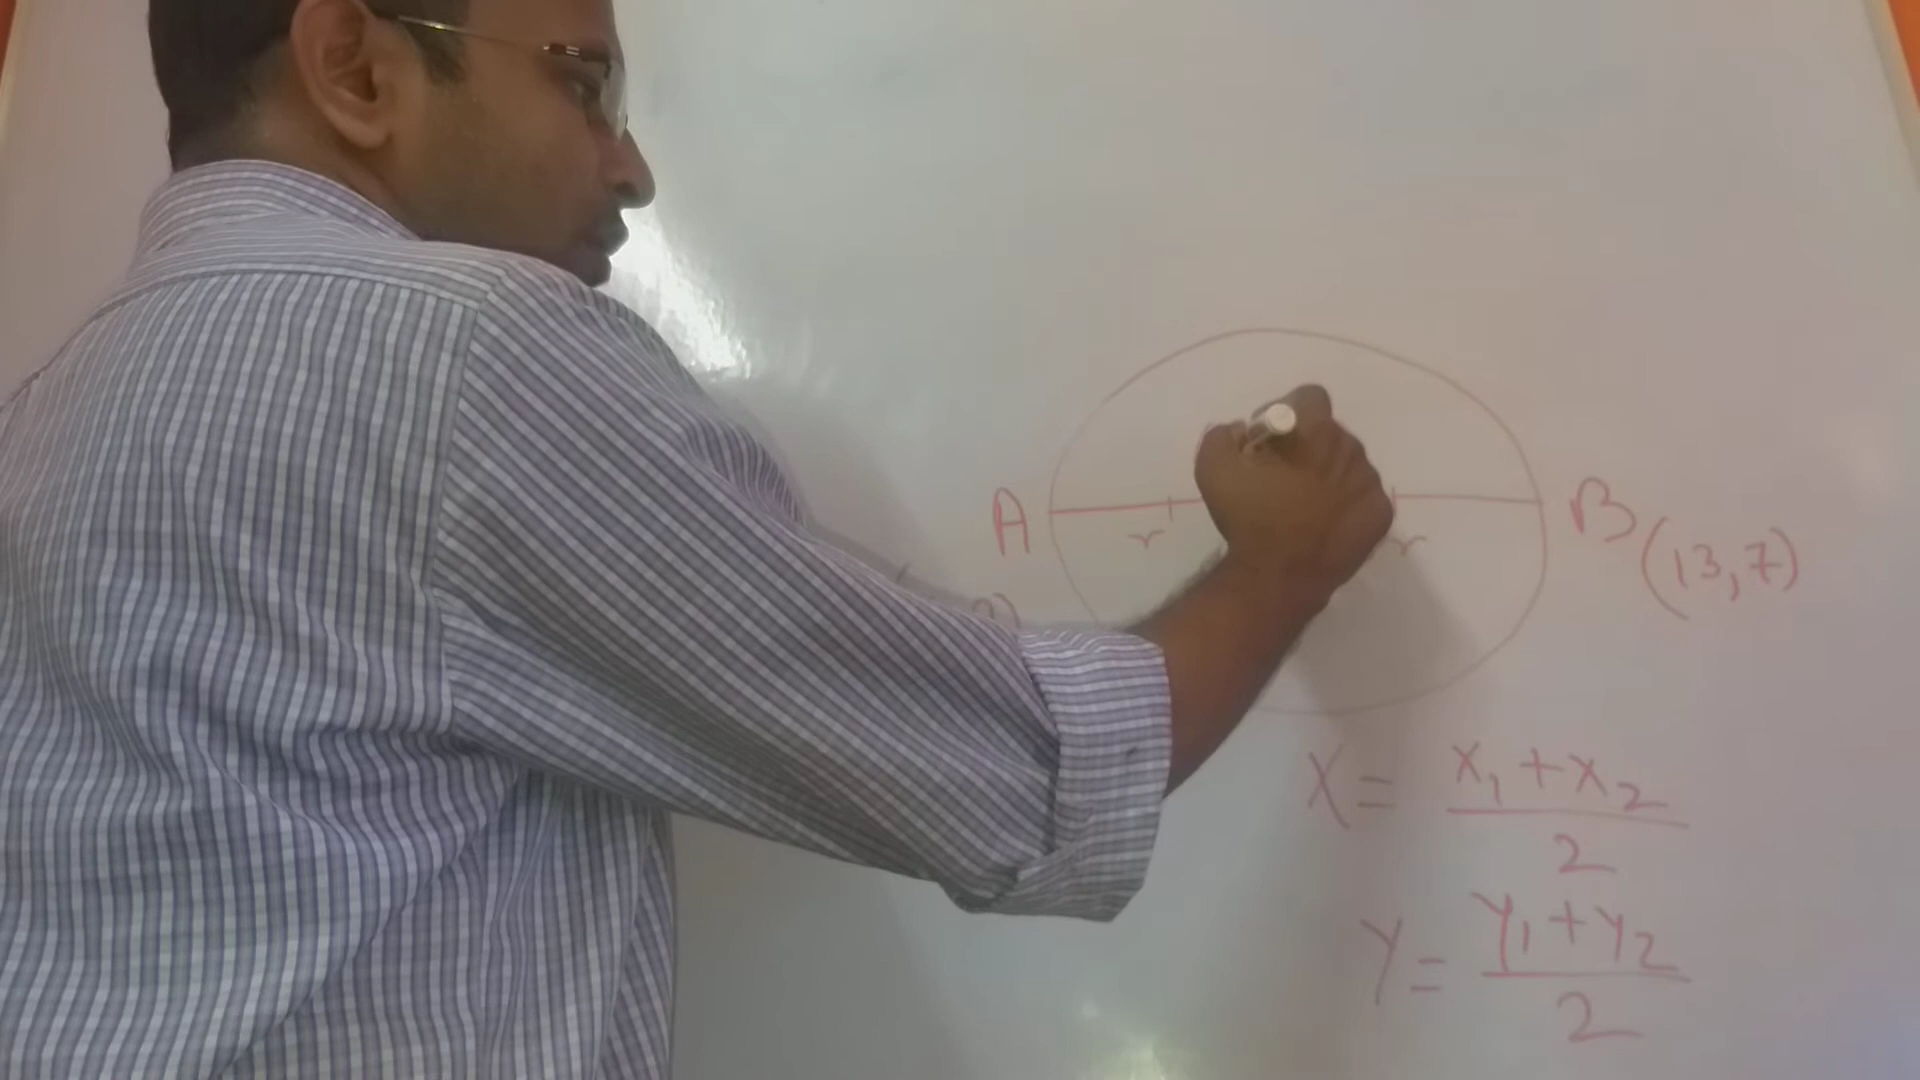 A
B
r
r
(13,7)
X = x₁+x₂
2
Y = y₁+y₂
2